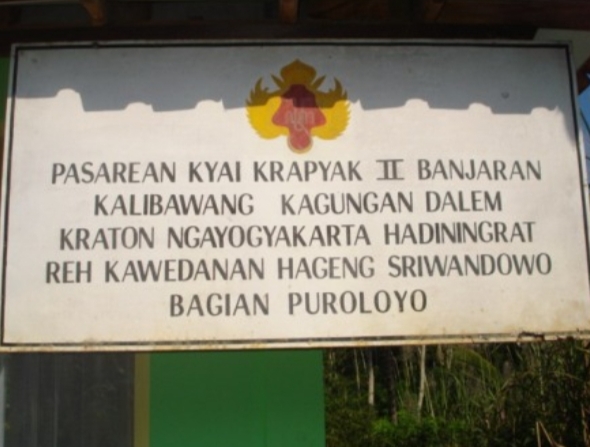 PASAREAN KYAI KRAPYAK II BANJARAN
KALIBAWANG KAGUNGAN DALEM
KRATON NGAYOGYAKARTA HADININGRAT
REH KAWEDANAN HAGENG SRIWANDOWO
BAGIAN PUROLOYO